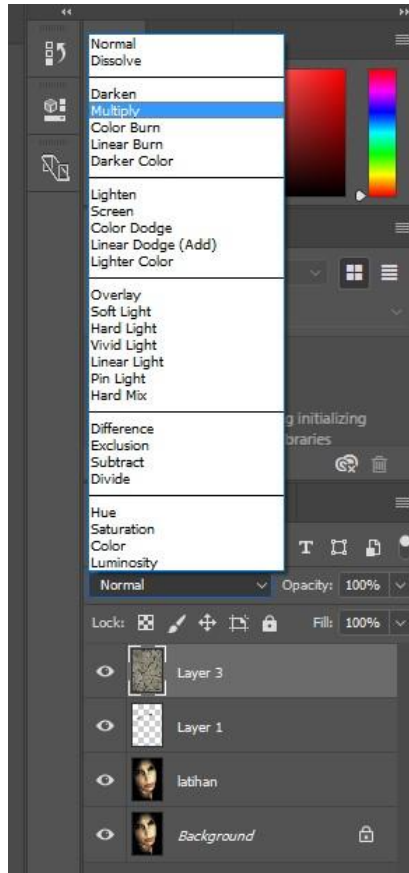 Normal
Dissolve
Darken
Multiply
Color Burn
Linear Burn
Darker Color
Lighten
Screen
Color Dodge
Linear Dodge (Add)
Lighter Color
Overlay
Soft Light
Hard Light
Vivid Light
Linear Light
Pin Light
Hard Mix
g initializing
braries
Difference
Exclusion
Subtract
Divide
Hue
Saturation
Color
Luminosity
Normal Opacity: 100%
Lock: Fill: 100%
Layer 3
Layer 1
latihan
Background